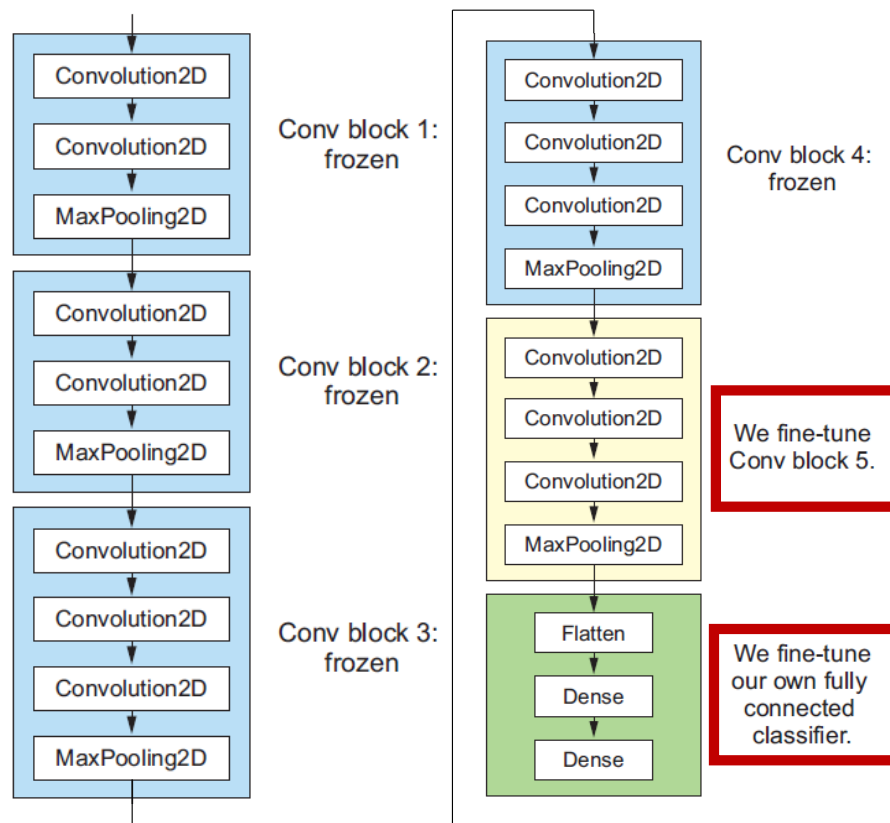 Convolution2D
Convolution2D
MaxPooling2D
Conv block 1:
frozen
Convolution2D
Convolution2D
MaxPooling2D
Conv block 2:
frozen
Convolution2D
Convolution2D
Convolution2D
MaxPooling2D
Conv block 3:
frozen
Convolution2D
Convolution2D
Convolution2D
MaxPooling2D
Conv block 4:
frozen
Convolution2D
Convolution2D
Convolution2D
MaxPooling2D
We fine-tune
Conv block 5.
Flatten
Dense
Dense
We fine-tune
our own fully
connected
classifier.